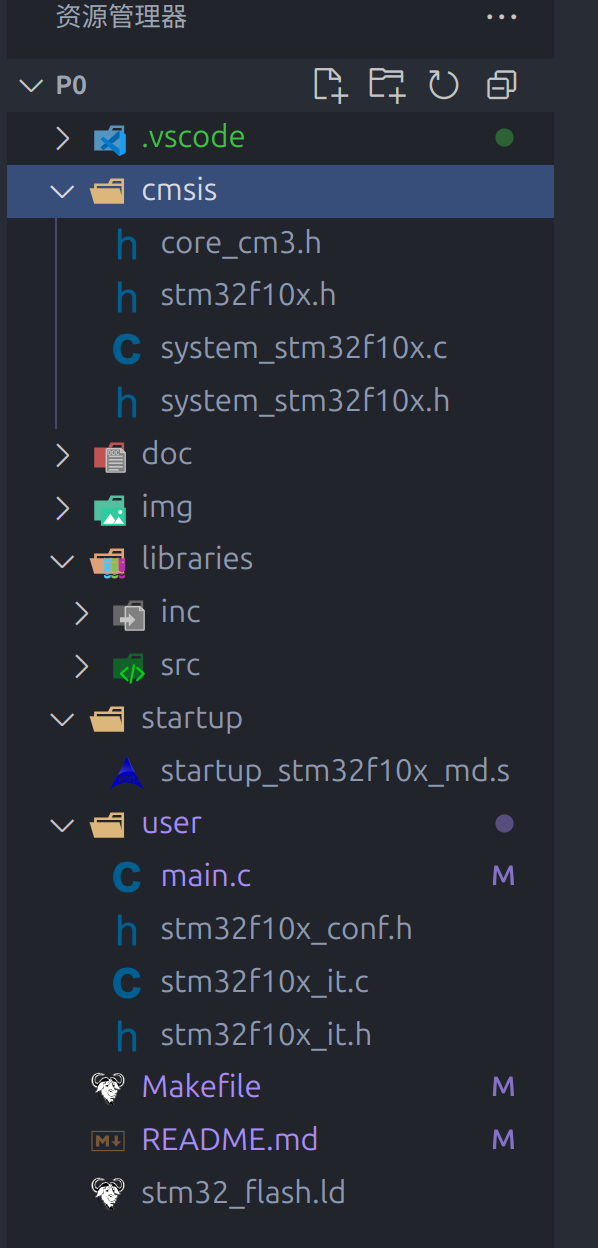 资源管理器 ...
P0
.vscode
cmsis
core_cm3.h
stm32f10x.h
system_stm32f10x.c
system_stm32f10x.h
doc
img
libraries
inc
src
startup
startup_stm32f10x_md.s
user
main.c M
stm32f10x_conf.h
stm32f10x_it.c
stm32f10x_it.h
Makefile M
README.md M
stm32_flash.ld